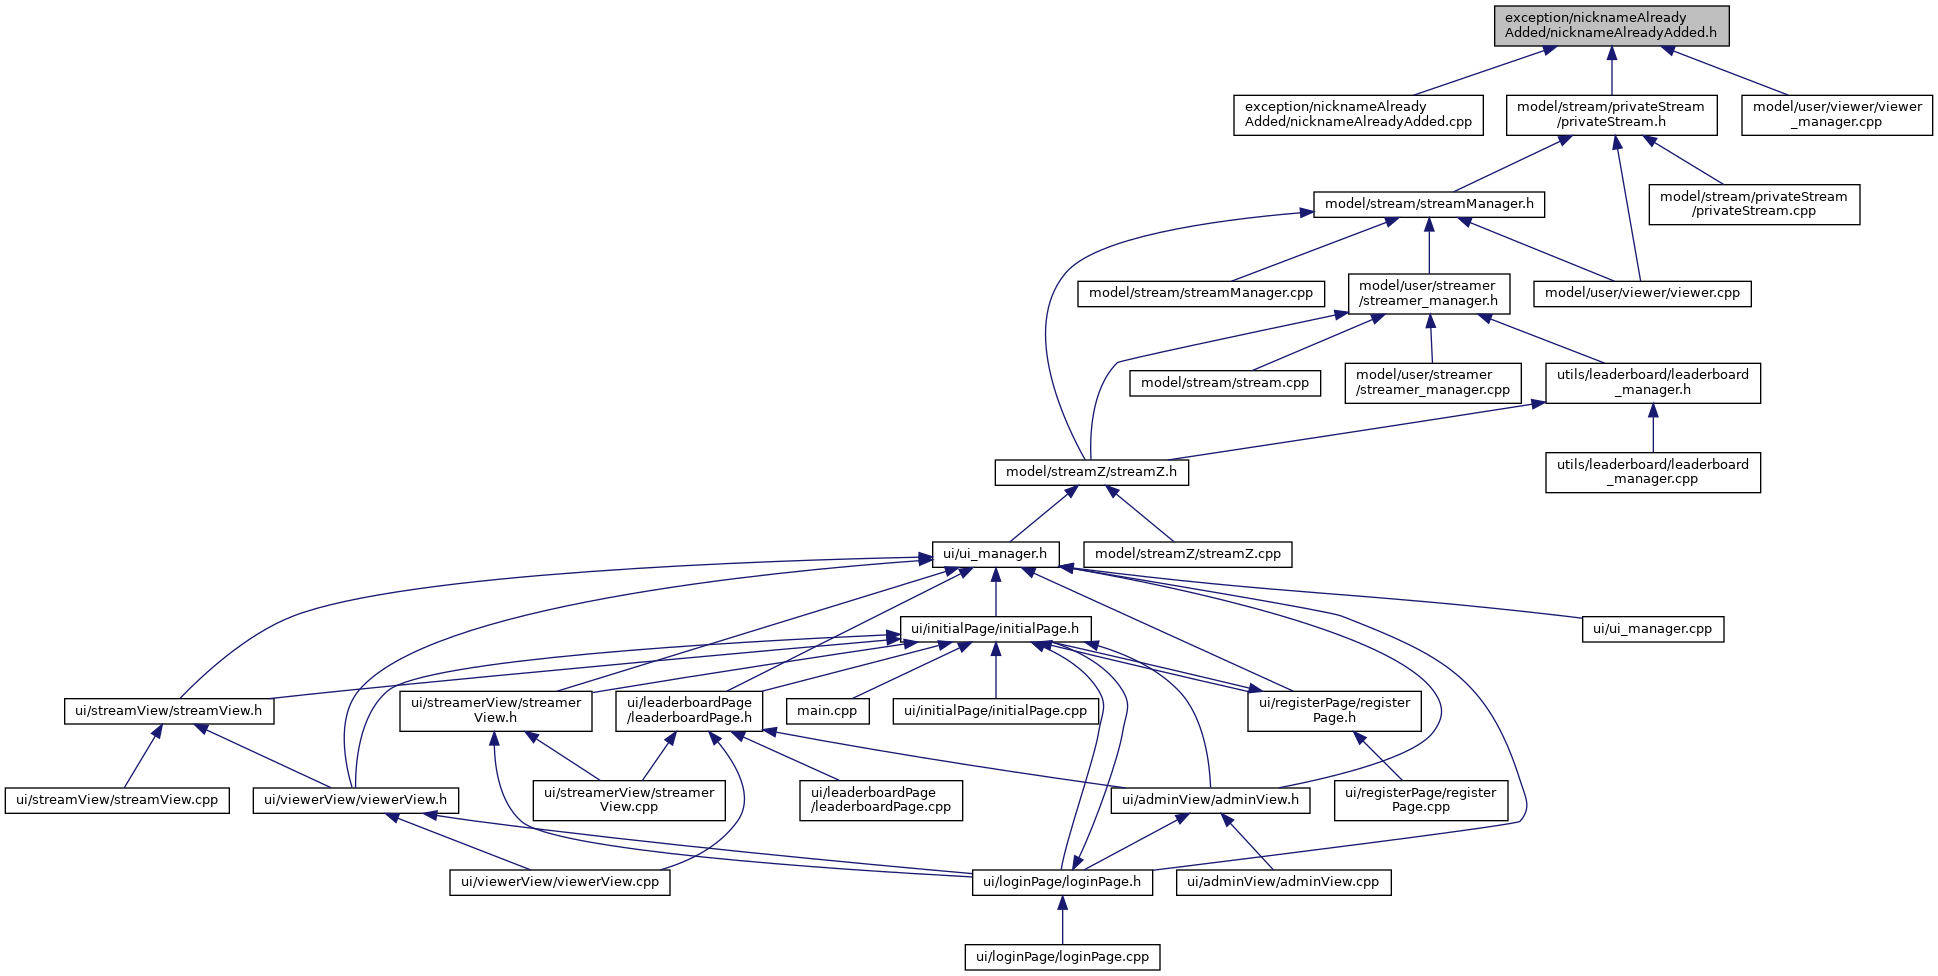 exception/nicknameAlready
Added/nicknameAlreadyAdded.h
exception/nicknameAlready
Added/nicknameAlreadyAdded.cpp
model/stream/privateStream
/privateStream.h
model/user/viewer/viewer
_manager.cpp
model/stream/streamManager.h
model/stream/privateStream
/privateStream.cpp
model/stream/streamManager.cpp
model/user/streamer
/streamer_manager.h
model/user/viewer/viewer.cpp
model/stream/stream.cpp
model/user/streamer
/streamer_manager.cpp
utils/leaderboard/leaderboard
_manager.h
model/streamZ/streamZ.h
utils/leaderboard/leaderboard
_manager.cpp
ui/ui_manager.h
model/streamZ/streamZ.cpp
ui/initialPage/initialPage.h
ui/ui_manager.cpp
ui/streamView/streamView.h
ui/streamerView/streamer
View.h
ui/leaderboardPage
/leaderboardPage.h
main.cpp
ui/initialPage/initialPage.cpp
ui/registerPage/register
Page.h
ui/streamView/streamView.cpp
ui/viewerView/viewerView.h
ui/streamerView/streamer
View.cpp
ui/leaderboardPage
/leaderboardPage.cpp
ui/adminView/adminView.h
ui/registerPage/register
Page.cpp
ui/viewerView/viewerView.cpp
ui/loginPage/loginPage.h
ui/adminView/adminView.cpp
ui/loginPage/loginPage.cpp